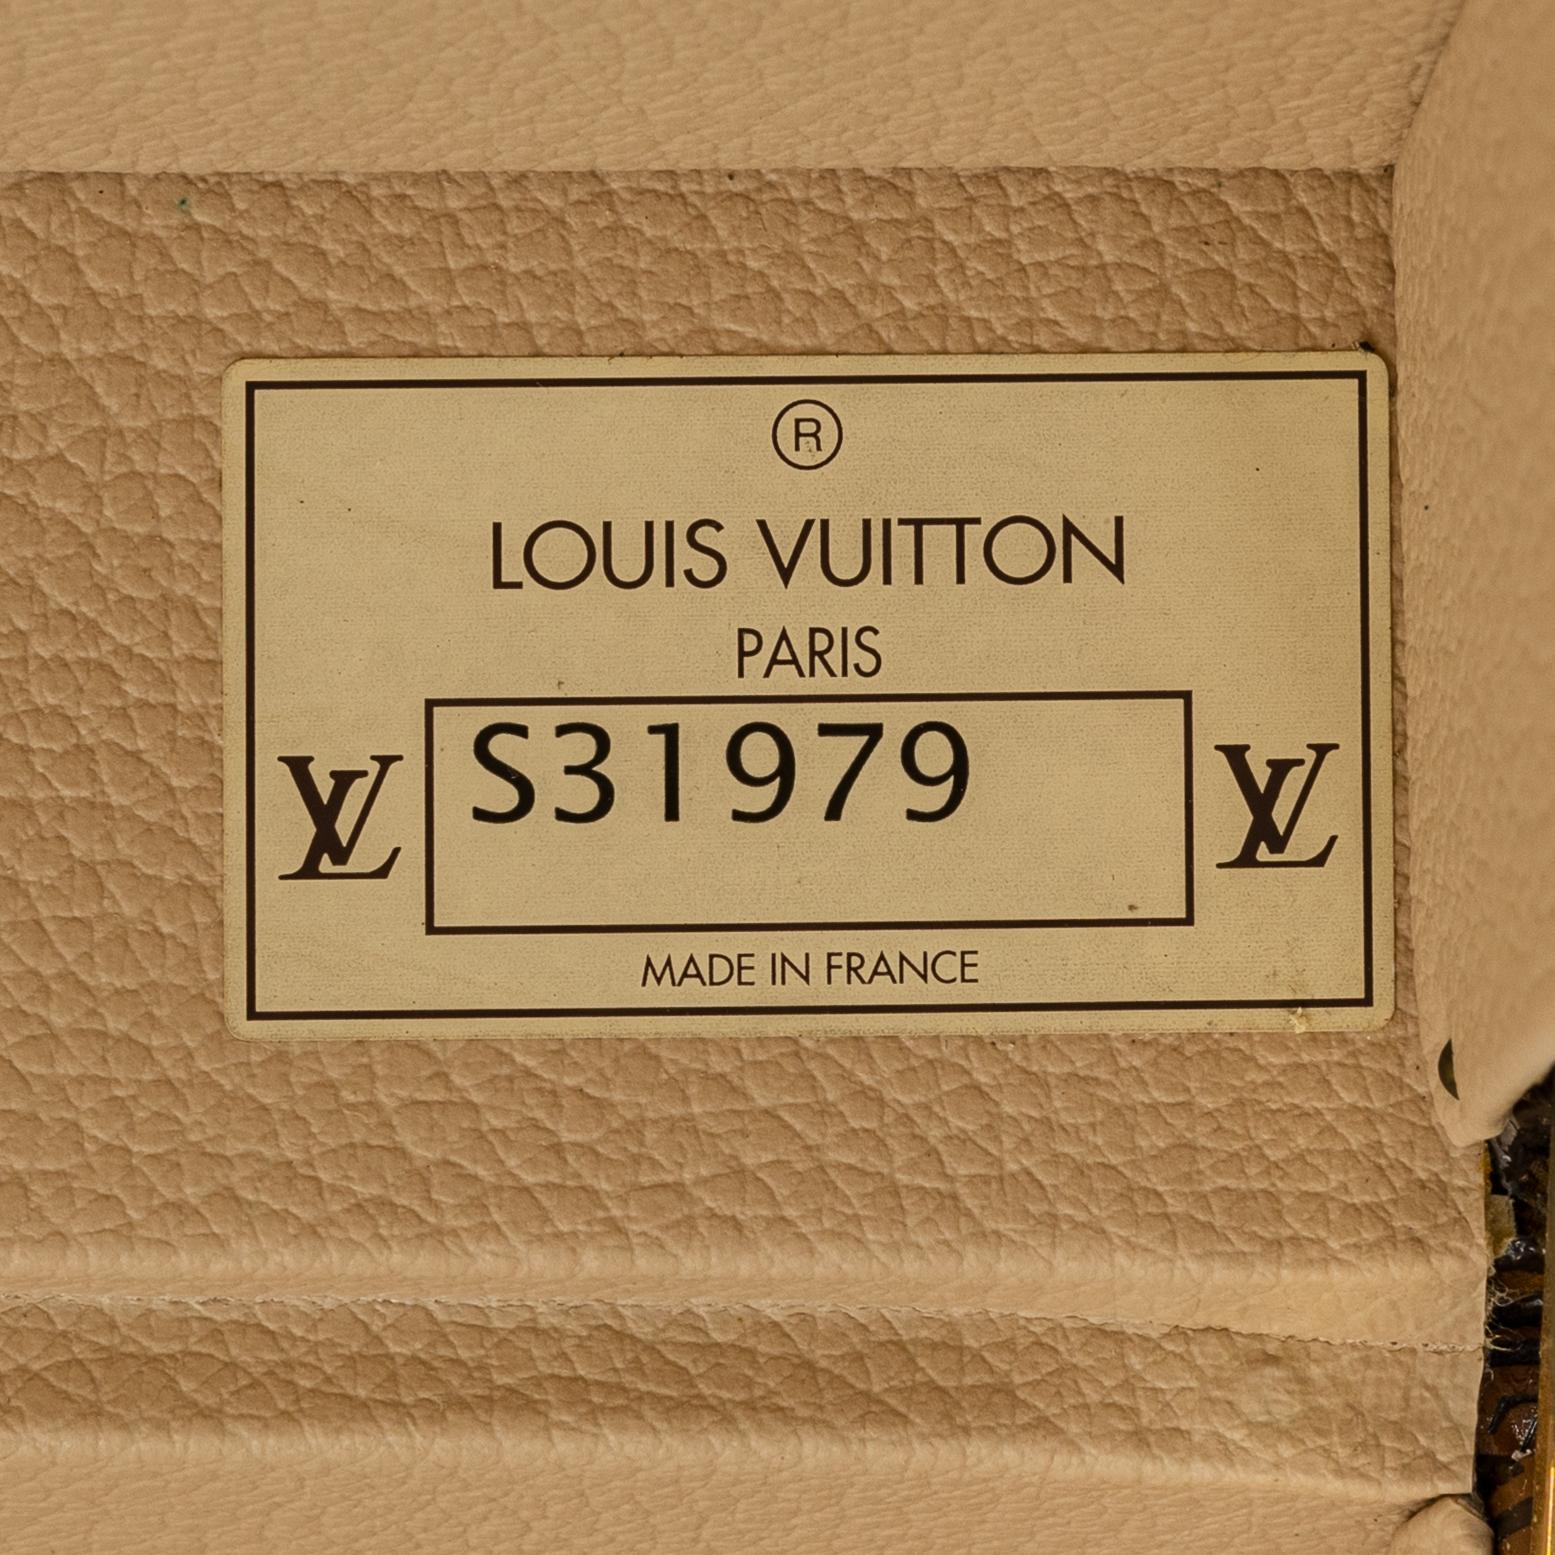 ®
LOUIS VUITTON
PARIS
LV S31979 LV
MADE IN FRANCE